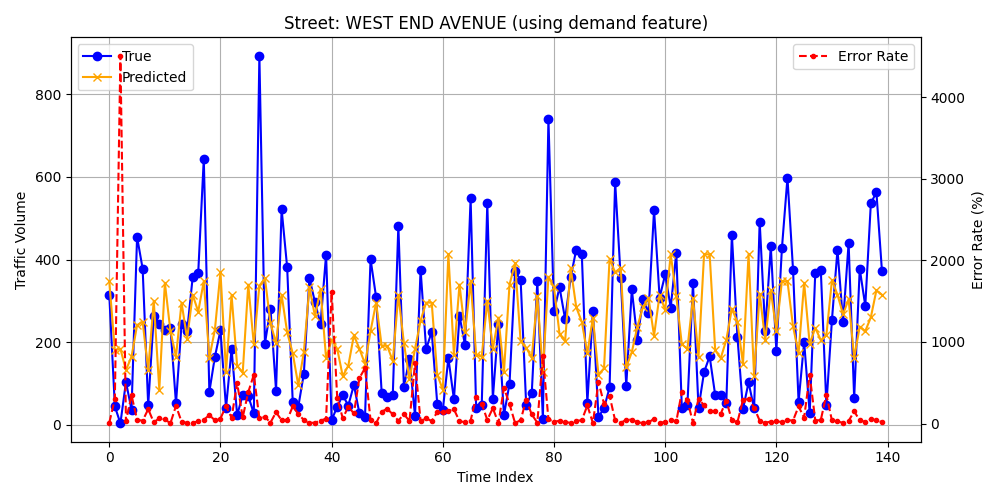 Street: WEST END AVENUE (using demand feature)
True
Predicted
Error Rate
Traffic Volume
0
200
400
600
800
Error Rate (%)
0
1000
2000
3000
4000
0 20 40 60 80 100 120 140
Time Index